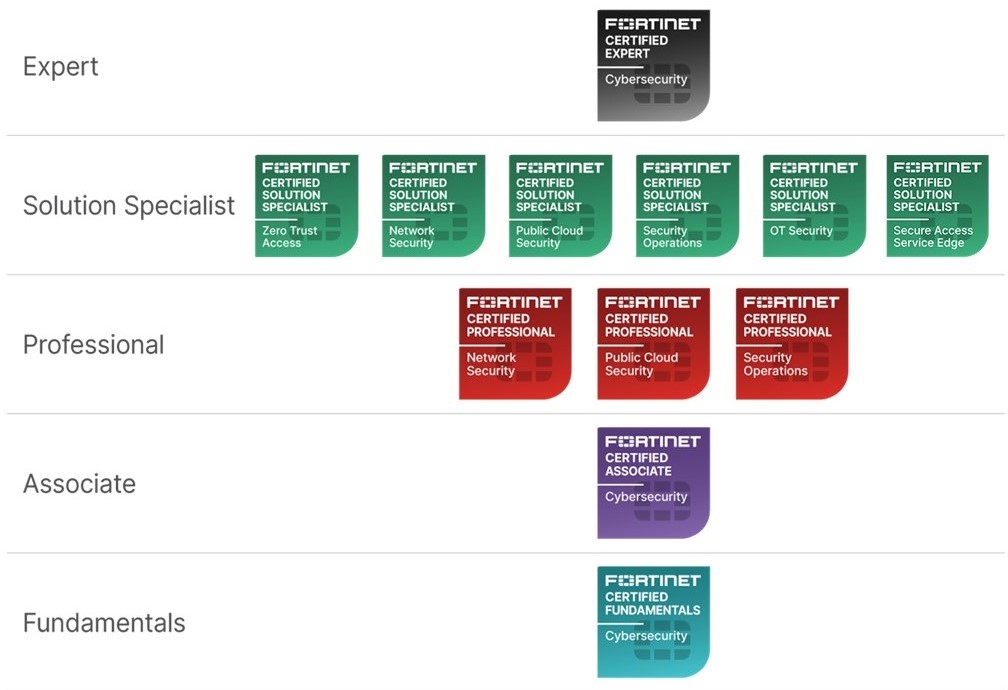 Expert
FORTINET
CERTIFIED
EXPERT
Cybersecurity
Solution Specialist
FORTINET
CERTIFIED
SOLUTION
SPECIALIST
Zero Trust
Access
FORTINET
CERTIFIED
SOLUTION
SPECIALIST
Network
Security
FORTINET
CERTIFIED
SOLUTION
SPECIALIST
Public Cloud
Security
FORTINET
CERTIFIED
SOLUTION
SPECIALIST
Security
Operations
FORTINET
CERTIFIED
SOLUTION
SPECIALIST
OT Security
FORTINET
CERTIFIED
SOLUTION
SPECIALIST
Secure Access
Service Edge
Professional
FORTINET
CERTIFIED
PROFESSIONAL
Network
Security
FORTINET
CERTIFIED
PROFESSIONAL
Public Cloud
Security
FORTINET
CERTIFIED
PROFESSIONAL
Security
Operations
Associate
FORTINET
CERTIFIED
ASSOCIATE
Cybersecurity
Fundamentals
FORTINET
CERTIFIED
FUNDAMENTALS
Cybersecurity